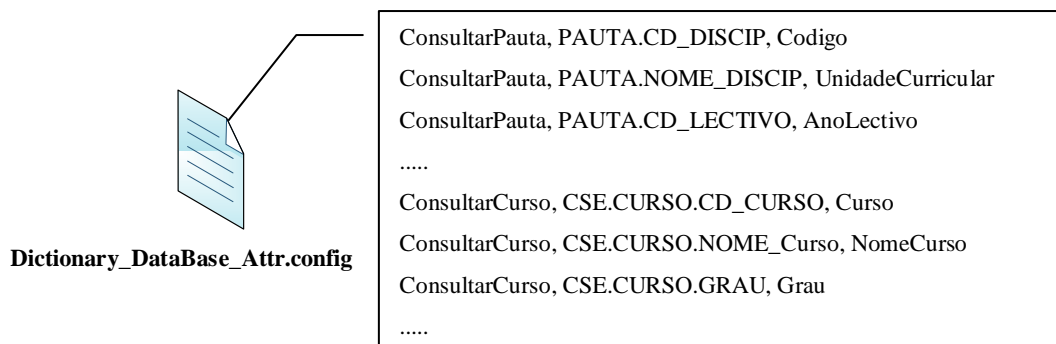 ConsultarPauta, PAUTA.CD_DISCIP, Codigo
ConsultarPauta, PAUTA.NOME_DISCIP, UnidadeCurricular
ConsultarPauta, PAUTA.CD_LECTIVO, AnoLectivo
.....
ConsultarCurso, CSE.CURSO.CD_CURSO, Curso
ConsultarCurso, CSE.CURSO.NOME_Curso, NomeCurso
ConsultarCurso, CSE.CURSO.GRAU, Grau
.....
Dictionary_DataBase_Attr.config